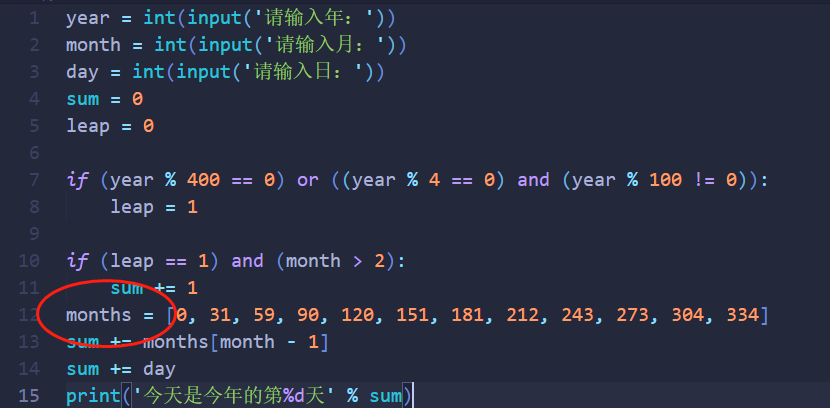 1 year = int(input('请输入年：'))
2 month = int(input('请输入月：'))
3 day = int(input('请输入日：'))
4 sum = 0
5 leap = 0
6
7 if (year % 400 == 0) or ((year % 4 == 0) and (year % 100 != 0)):
8     leap = 1
9
10 if (leap == 1) and (month > 2):
11     sum += 1
12 months = [0, 31, 59, 90, 120, 151, 181, 212, 243, 273, 304, 334]
13 sum += months[month - 1]
14 sum += day
15 print('今天是今年的第%d天' % sum)